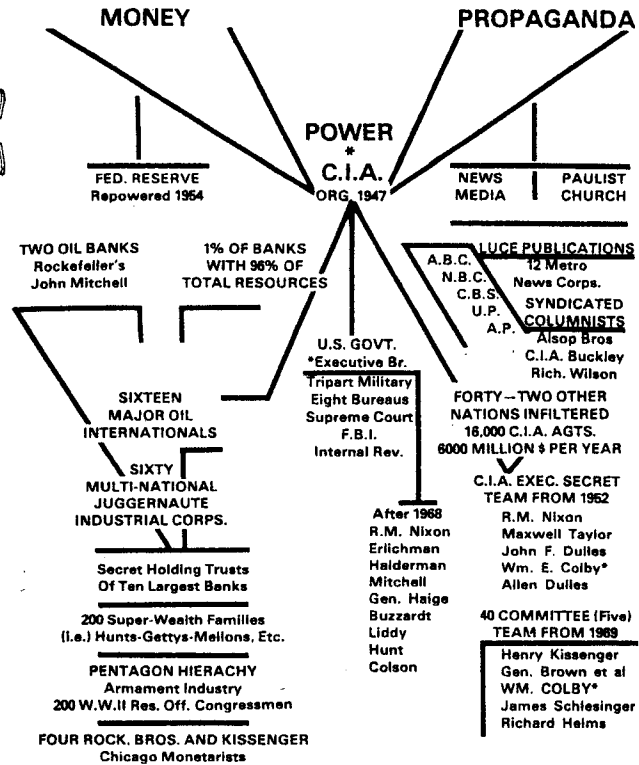 MONEY
PROPAGANDA
POWER
*
C.I.A.
ORG. 1947
FED. RESERVE
Repowered 1954
NEWS
MEDIA
PAULIST
CHURCH
TWO OIL BANKS
Rockefeller's
John Mitchell
1% OF BANKS
WITH 96% OF
TOTAL RESOURCES
A.B.C.
N.B.C.
C.B.S.
U.P.
A.P.
LUCE PUBLICATIONS
12 Metro
News Corps.
SYNDICATED
COLUMNISTS
Alsop Bros
C.I.A. Buckley
Rich. Wilson
U.S. GOVT.
*Executive Br.
Tripart Military
Eight Bureaus
Supreme Court
F.B.I.
Internal Rev.
SIXTEEN
MAJOR OIL
INTERNATIONALS
FORTY—TWO OTHER
NATIONS INFILTERED
16,000 C.I.A. AGTS.
6000 MILLION $ PER YEAR
SIXTY
MULTI-NATIONAL
JUGGERNAUTE
INDUSTRIAL CORPS.
C.I.A. EXEC. SECRET
TEAM FROM 1952
R.M. Nixon
Maxwell Taylor
John F. Dulles
Wm. E. Colby*
Allen Dulles
After 1968
R.M. Nixon
Erlichman
Halderman
Mitchell
Gen. Haige
Buzzardt
Liddy
Hunt
Colson
Secret Holding Trusts
Of Ten Largest Banks
200 Super-Wealth Families
(i.e.) Hunts-Gettys-Mellons, Etc.
40 COMMITTEE (Five)
TEAM FROM 1969
Henry Kissenger
Gen. Brown et al
WM. COLBY*
James Schlesinger
Richard Helms
PENTAGON HIERACHY
Armament Industry
200 W.W.II Res. Off. Congressmen
FOUR ROCK. BROS. AND KISSENGER
Chicago Monetarists